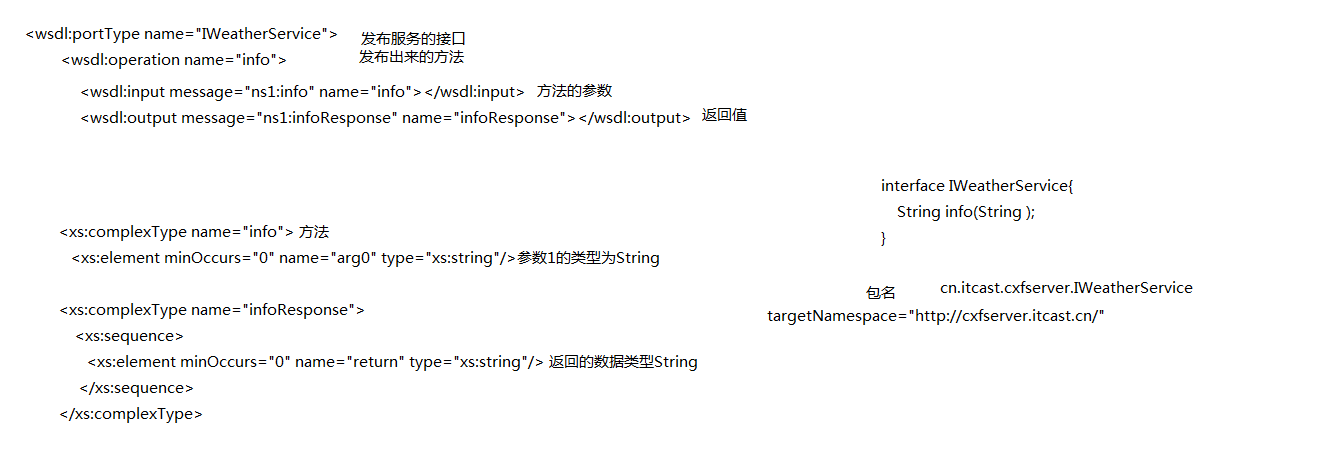 <wsdl:portType name="IWeatherService"> 发布服务的接口
<wsdl:operation name="info"> 发布出来的方法
<wsdl:input message="ns1:info" name="info"></wsdl:input> 方法的参数
<wsdl:output message="ns1:infoResponse" name="infoResponse"></wsdl:output> 返回值
interface IWeatherService{
String info(String );
}
<xs:complexType name="info"> 方法
<xs:element minOccurs="0" name="arg0" type="xs:string"/>参数1的类型为String
包名 cn.itcast.cxfserver.IWeatherService
targetNamespace="http://cxfserver.itcast.cn/"
<xs:complexType name="infoResponse">
<xs:sequence>
<xs:element minOccurs="0" name="return" type="xs:string"/> 返回的数据类型String
</xs:sequence>
</xs:complexType>